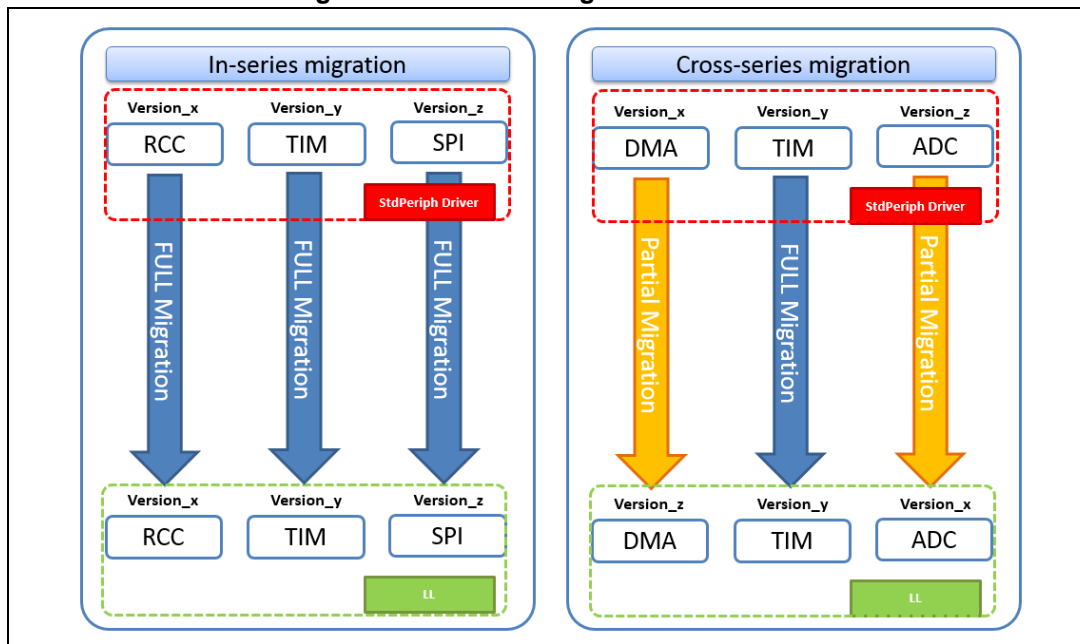 In-series migration
Version_x Version_y Version_z
RCC TIM SPI
StdPeriph Driver
FULL Migration
FULL Migration
FULL Migration
Version_x Version_y Version_z
RCC TIM SPI
LL
Cross-series migration
Version_x Version_y Version_z
DMA TIM ADC
StdPeriph Driver
Partial Migration
FULL Migration
Partial Migration
Version_z Version_y Version_x
DMA TIM ADC
LL